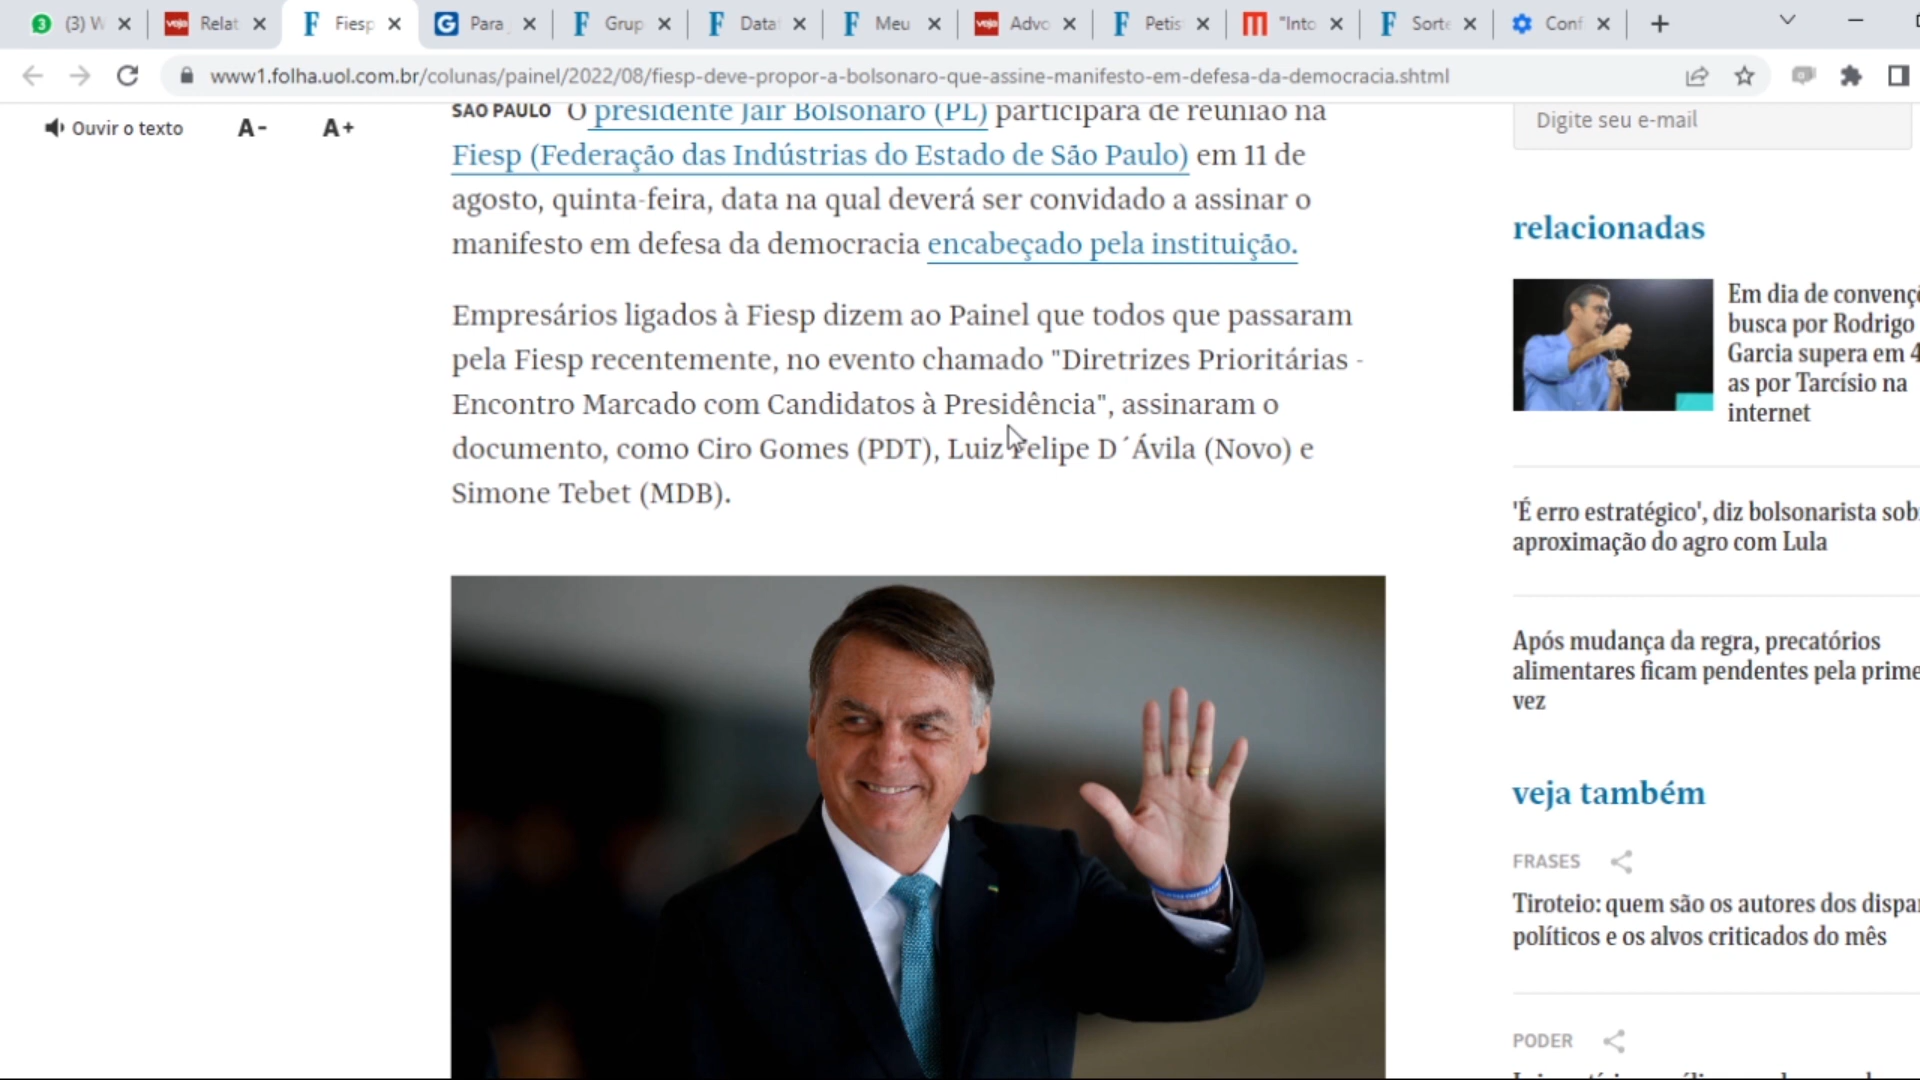 (3) W
Relat
Fiesp
Para
Grup
Data
Meu
Advo
Petis
"Into
Sorte
Conf
www1.folha.uol.com.br/colunas/painel/2022/08/fiesp-deve-propor-a-bolsonaro-que-assine-manifesto-em-defesa-da-democracia.shtml
Ouvir o texto A- A+
SÃO PAULO O presidente Jair Bolsonaro (PL) participará de reunião na
Fiesp (Federação das Indústrias do Estado de São Paulo) em 11 de
agosto, quinta-feira, data na qual deverá ser convidado a assinar o
manifesto em defesa da democracia encabeçado pela instituição.
Empresários ligados à Fiesp dizem ao Painel que todos que passaram
pela Fiesp recentemente, no evento chamado "Diretrizes Prioritárias -
Encontro Marcado com Candidatos à Presidência", assinaram o
documento, como Ciro Gomes (PDT), Luiz Felipe D´Ávila (Novo) e
Simone Tebet (MDB).
Digite seu e-mail
relacionadas
Em dia de convenç
busca por Rodrigo
Garcia supera em 4
as por Tarcísio na
internet
'É erro estratégico', diz bolsonarista sob
aproximação do agro com Lula
Após mudança da regra, precatórios
alimentares ficam pendentes pela prime
vez
veja também
FRASES
Tiroteio: quem são os autores dos dispa
políticos e os alvos criticados do mês
PODER